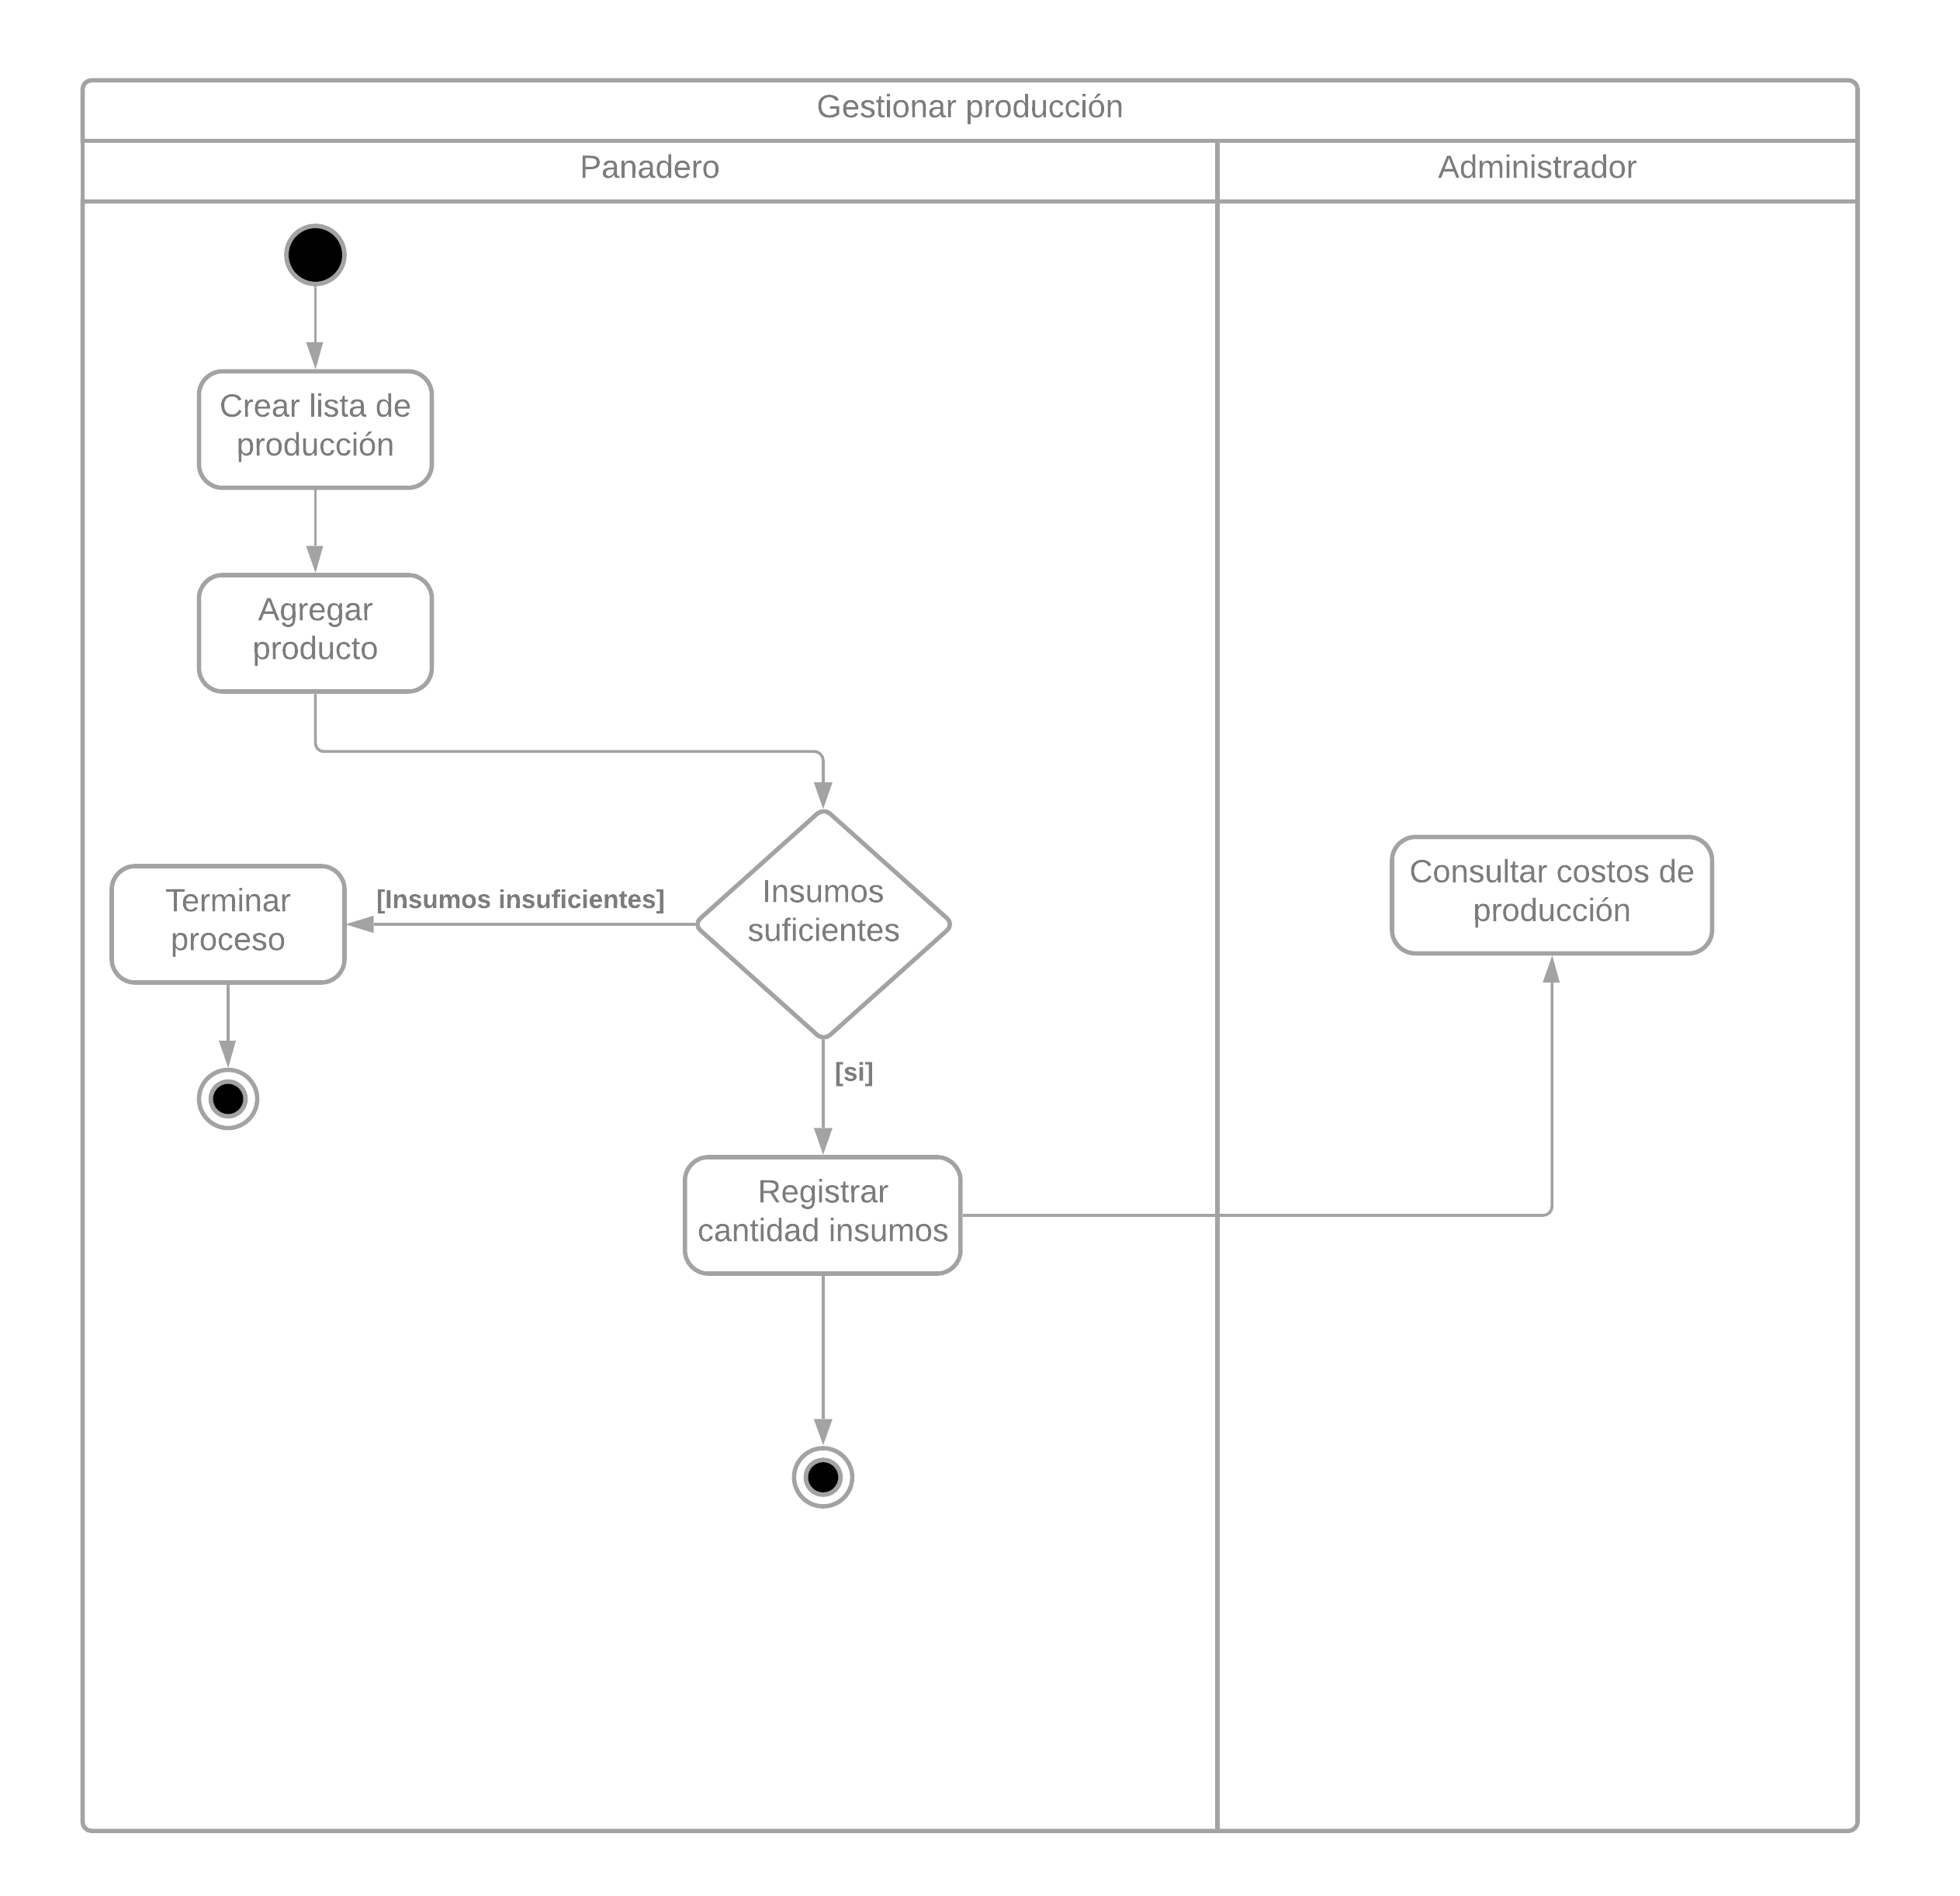 Gestionar producción
Panadero
Administrador
Crear lista de
producción
Agregar
producto
Insumos
suficientes
[Insumos insuficientes]
Terminar
proceso
Consultar costos de
producción
[si]
Registrar
cantidad insumos